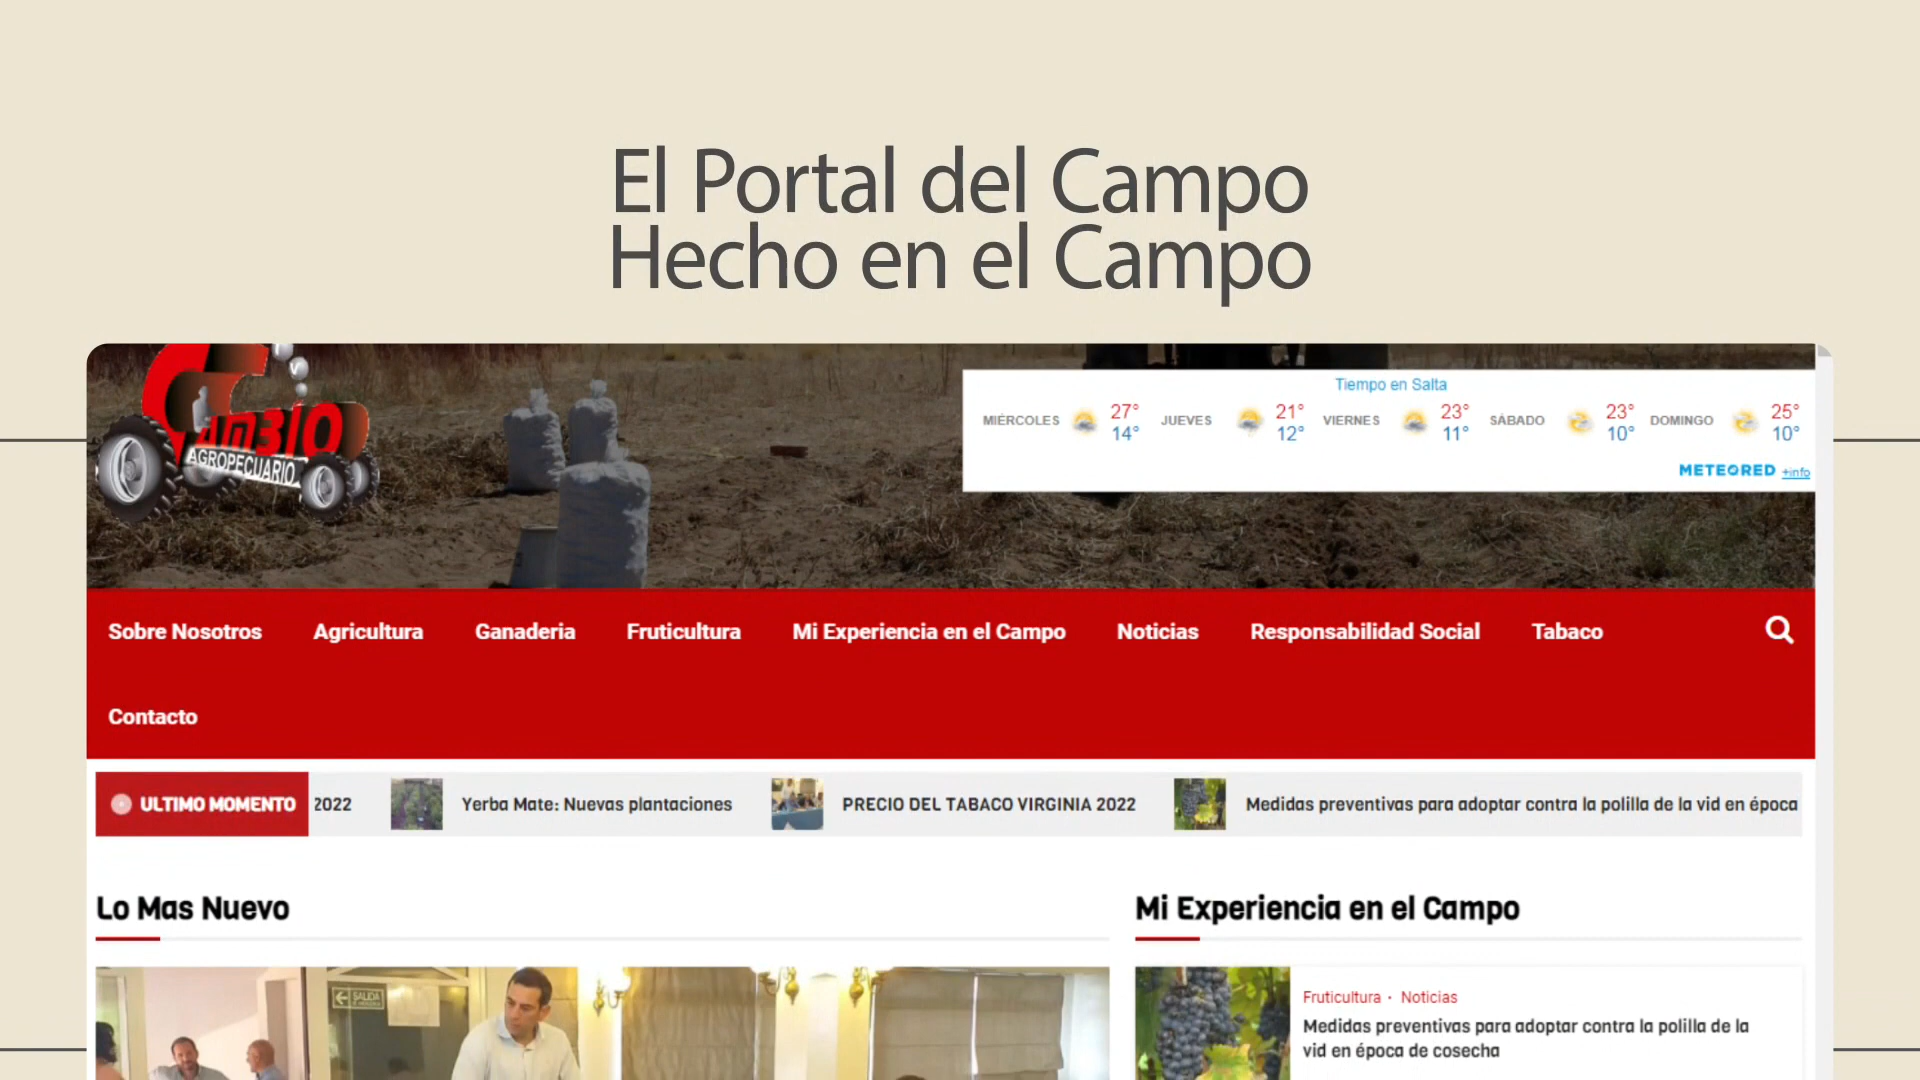 El Portal del Campo
Hecho en el Campo
CAMBIO
AGROPECUARIO
Tiempo en Salta
MIÉRCOLES 27° 14° JUEVES 21° 12° VIERNES 23° 11° SÁBADO 23° 10° DOMINGO 25° 10°
METEORED +info
Sobre Nosotros Agricultura Ganaderia Fruticultura Mi Experiencia en el Campo Noticias Responsabilidad Social Tabaco
Contacto
ULTIMO MOMENTO 2022 Yerba Mate: Nuevas plantaciones PRECIO DEL TABACO VIRGINIA 2022 Medidas preventivas para adoptar contra la polilla de la vid en época
Lo Mas Nuevo
Mi Experiencia en el Campo
SALIDA
Fruticultura · Noticias
Medidas preventivas para adoptar contra la polilla de la
vid en época de cosecha